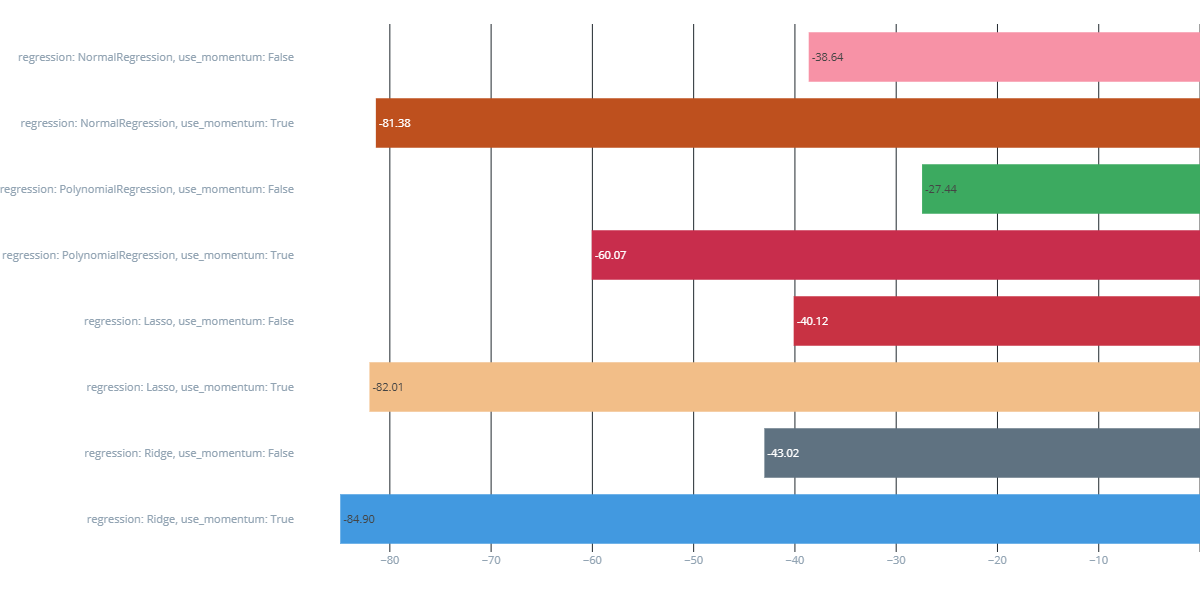 regression: NormalRegression, use_momentum: False
-38.64
regression: NormalRegression, use_momentum: True
-81.38
regression: PolynomialRegression, use_momentum: False
-27.44
regression: PolynomialRegression, use_momentum: True
-60.07
regression: Lasso, use_momentum: False
-40.12
regression: Lasso, use_momentum: True
-82.01
regression: Ridge, use_momentum: False
-43.02
regression: Ridge, use_momentum: True
-84.90
−80 −70 −60 −50 −40 −30 −20 −10